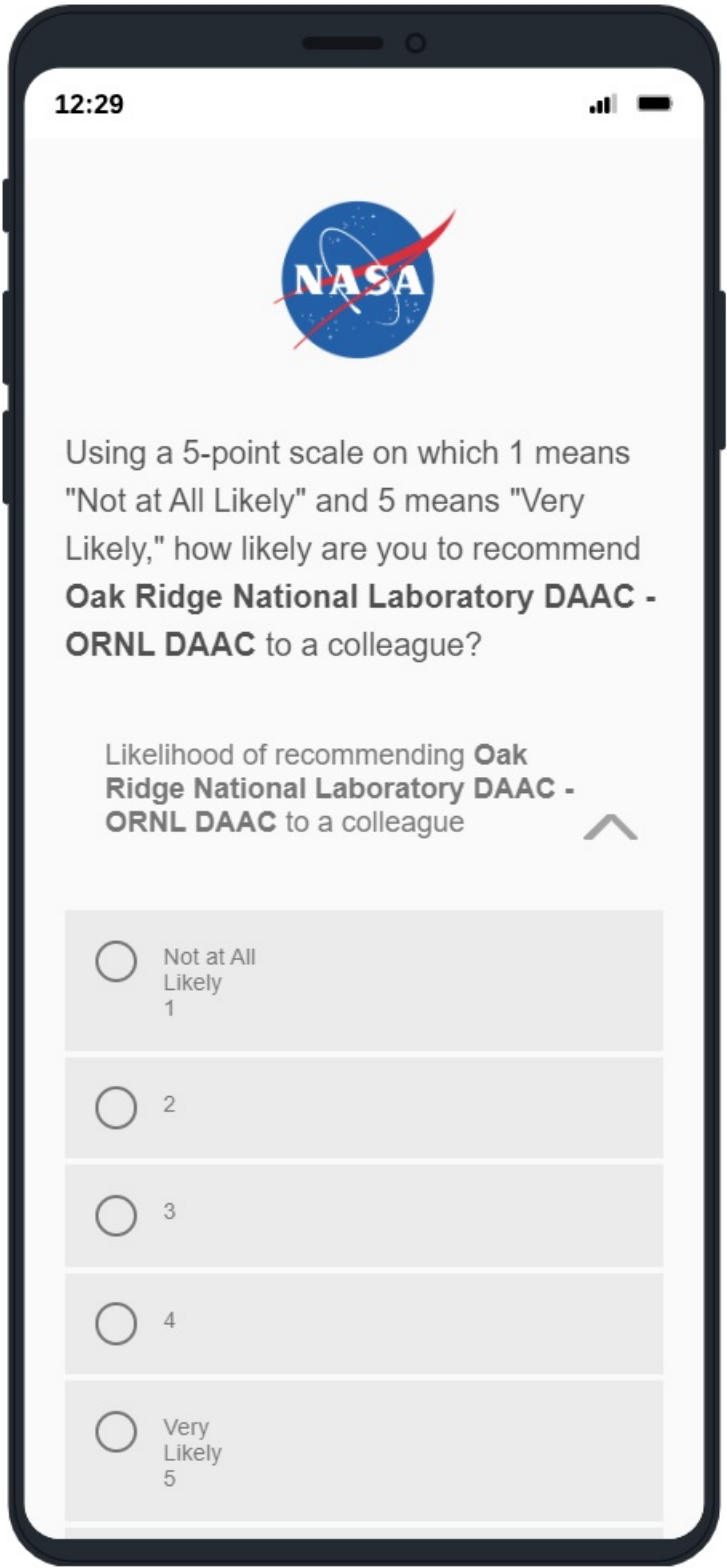 12:29
NASA
Using a 5-point scale on which 1 means
"Not at All Likely" and 5 means "Very
Likely," how likely are you to recommend
Oak Ridge National Laboratory DAAC -
ORNL DAAC to a colleague?
Likelihood of recommending Oak
Ridge National Laboratory DAAC -
ORNL DAAC to a colleague
Not at All
Likely
1
2
3
4
Very
Likely
5